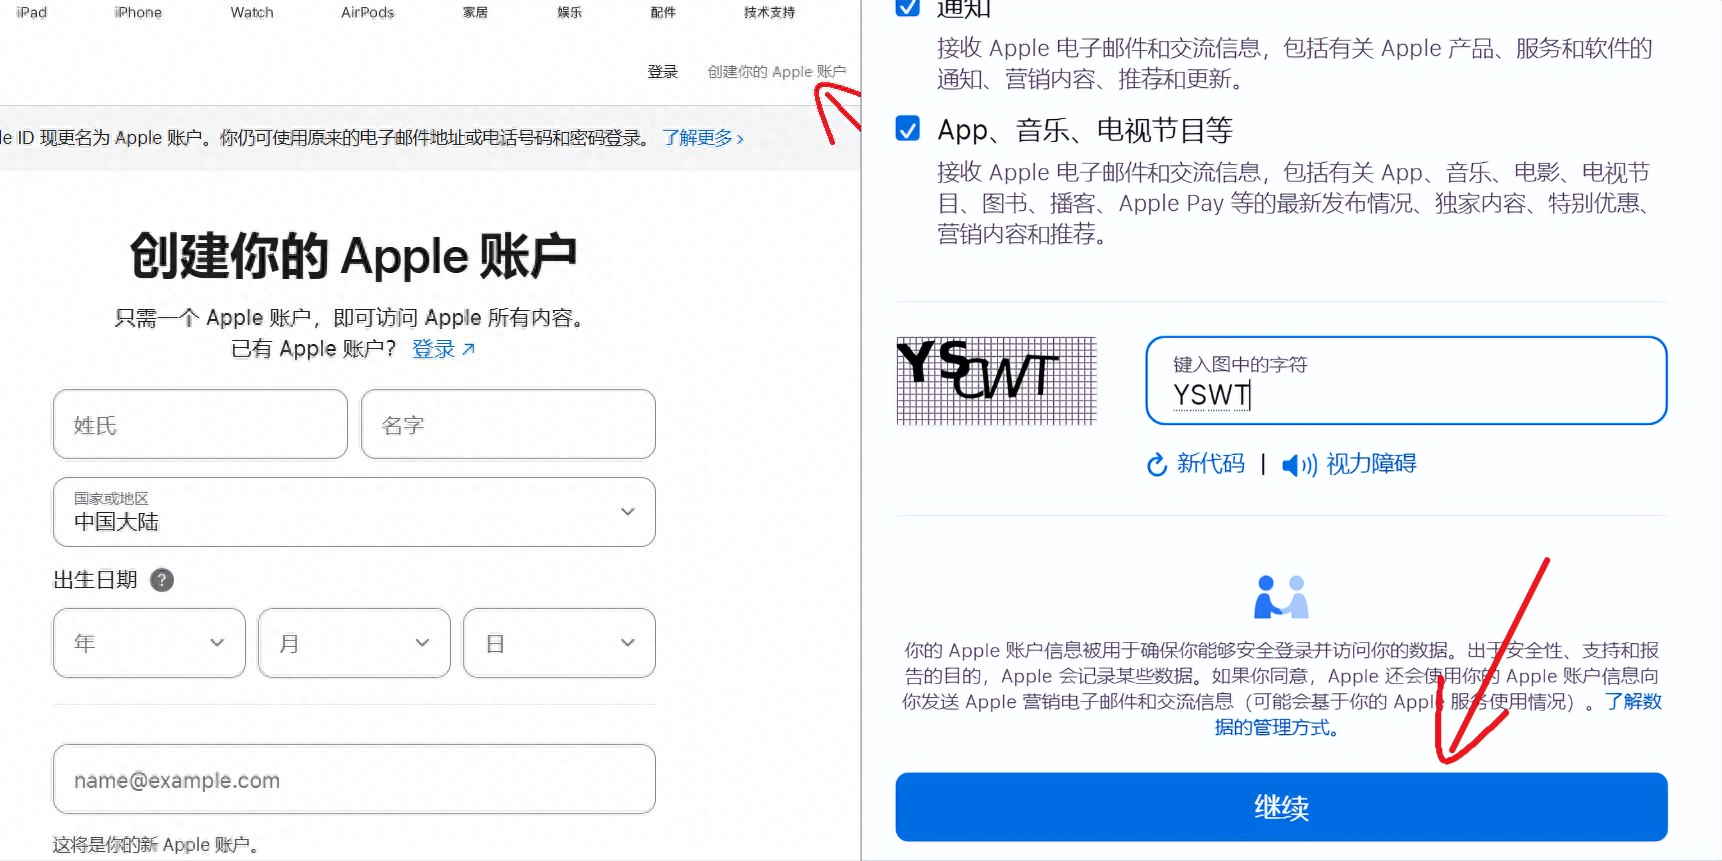 iPad iPhone Watch AirPods 家居 娱乐 配件 技术支持
登录 创建你的 Apple 账户
le ID 现更名为 Apple 账户。你仍可使用原来的电子邮件地址或电话号码和密码登录。 了解更多 >
创建你的 Apple 账户
只需一个 Apple 账户，即可访问 Apple 所有内容。
已有 Apple 账户？ 登录 ↗
姓氏 名字
国家或地区
中国大陆
出生日期 ?
年 月 日
name@example.com
这将是你的新 Apple 账户。
通知
接收 Apple 电子邮件和交流信息，包括有关 Apple 产品、服务和软件的
通知、营销内容、推荐和更新。
App、音乐、电视节目等
接收 Apple 电子邮件和交流信息，包括有关 App、音乐、电影、电视节
目、图书、播客、Apple Pay 等的最新发布情况、独家内容、特别优惠、
营销内容和推荐。
键入图中的字符
YSWT
新代码 | 视力障碍
你的 Apple 账户信息被用于确保你能够安全登录并访问你的数据。出于安全性、支持和报
告的目的，Apple 会记录某些数据。如果你同意，Apple 还会使用你的 Apple 账户信息向
你发送 Apple 营销电子邮件和交流信息（可能会基于你的 Apple 服务使用情况）。了解数
据的管理方式。
继续